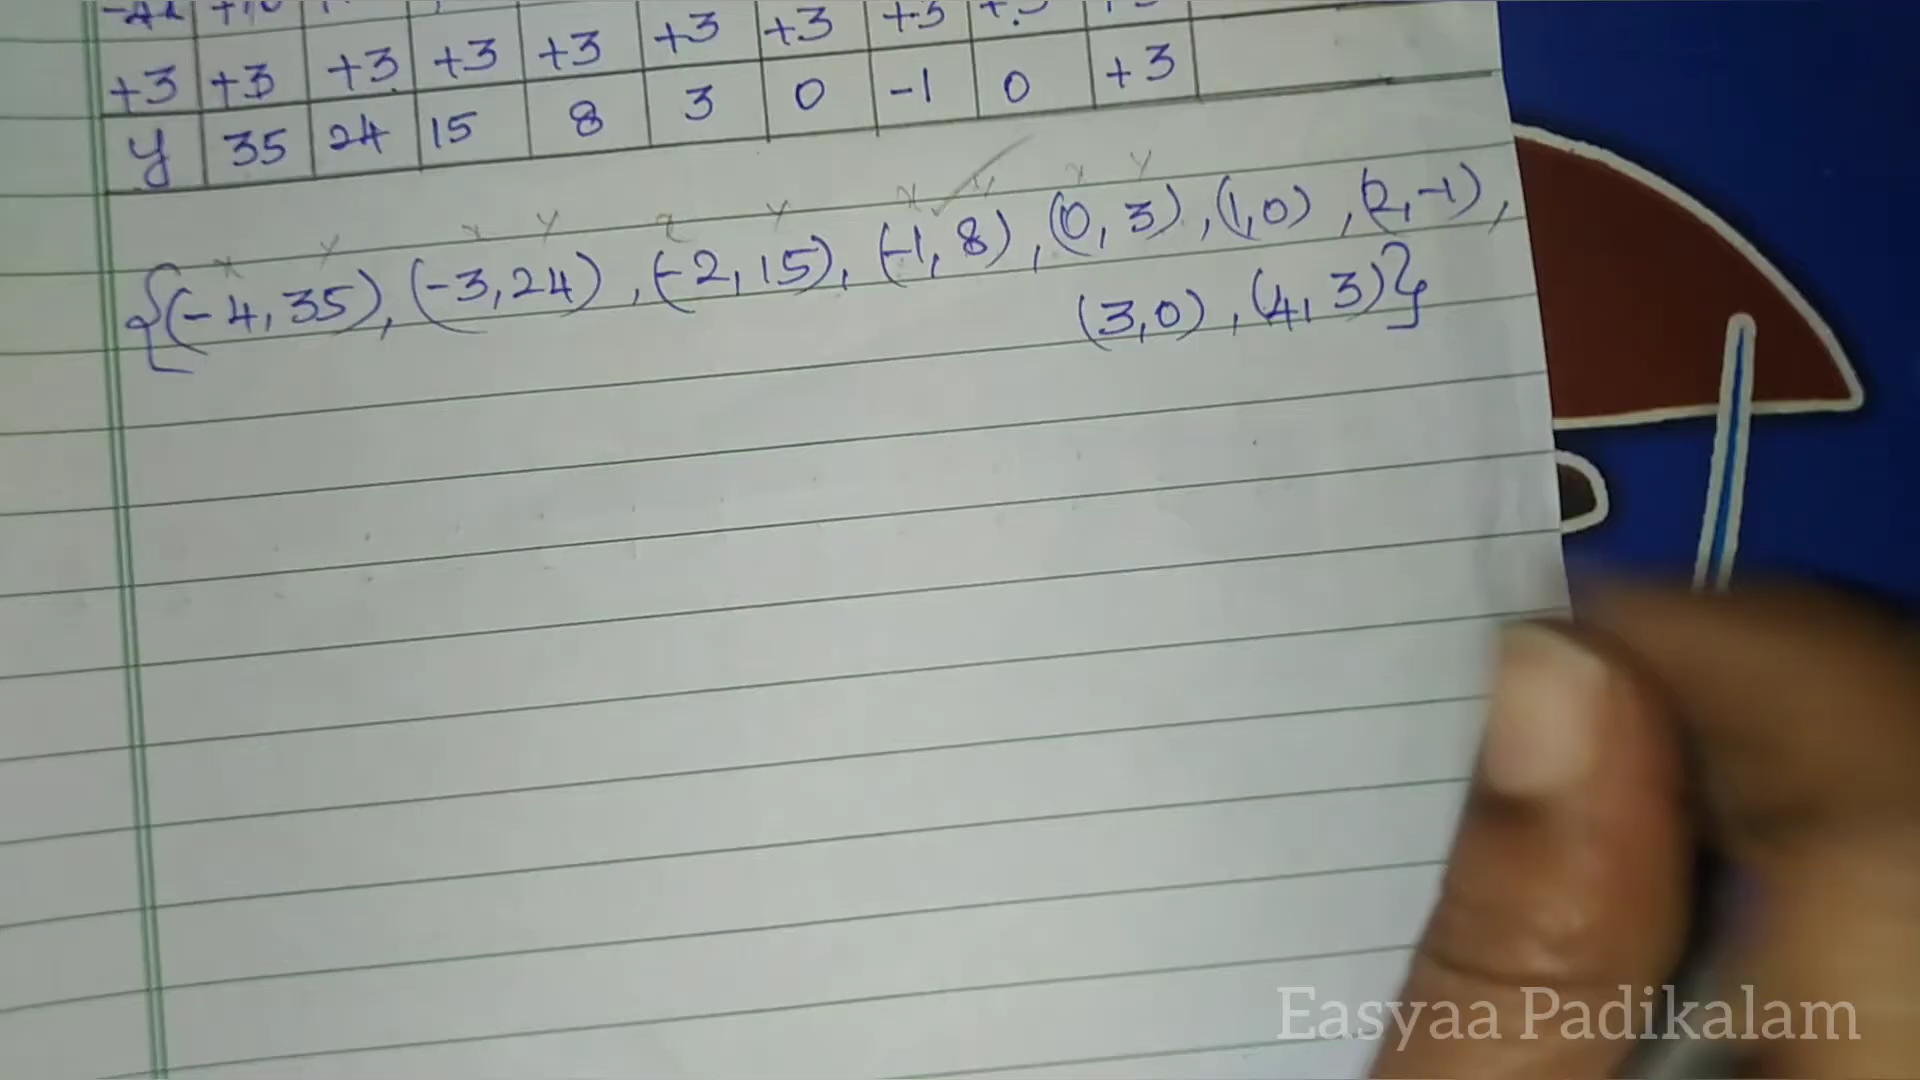 +3 +3 +3 +3 +3 +3 +3 +3
+3
y 35 24 15 8 3 0 -1 0 +3
x y x y x y x y x y
{(-4,35), (-3,24), (-2,15), (-1,8), (0,3), (1,0), (2,-1),
(3,0), (4,3)}
Easyaa Padikalam